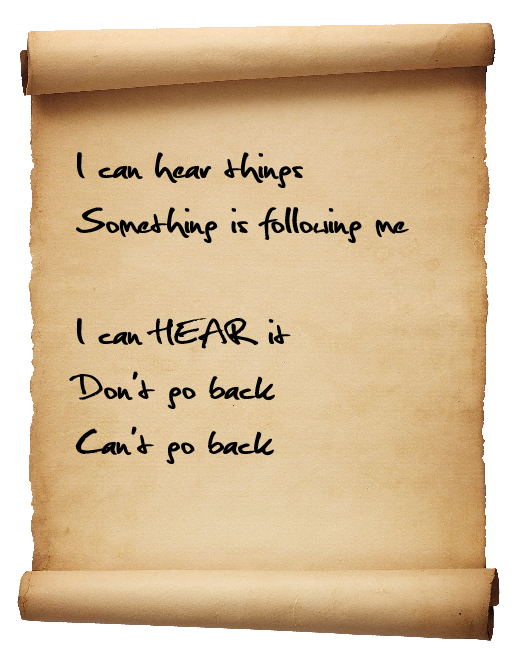 I can hear things
Something is following me
I can HEAR it
Don't go back
Can't go back